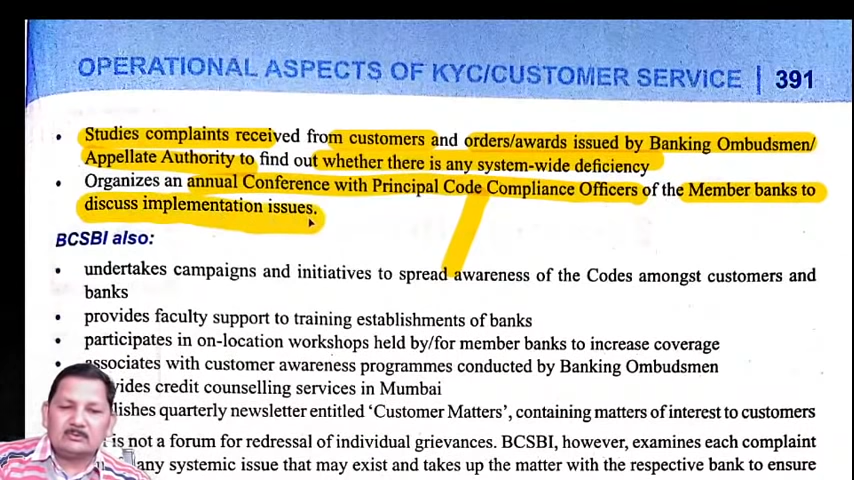 OPERATIONAL ASPECTS OF KYC/CUSTOMER SERVICE | 391
• Studies complaints received from customers and orders/awards issued by Banking Ombudsmen/
Appellate Authority to find out whether there is any system-wide deficiency
• Organizes an annual Conference with Principal Code Compliance Officers of the Member banks to
discuss implementation issues.
BCSBI also:
• undertakes campaigns and initiatives to spread awareness of the Codes amongst customers and
banks
• provides faculty support to training establishments of banks
• participates in on-location workshops held by/for member banks to increase coverage
• associates with customer awareness programmes conducted by Banking Ombudsmen
credit counselling services in Mumbai
quarterly newsletter entitled 'Customer Matters', containing matters of interest to customers
is not a forum for redressal of individual grievances. BCSBI, however, examines each complaint
any systemic issue that may exist and takes up the matter with the respective bank to ensure